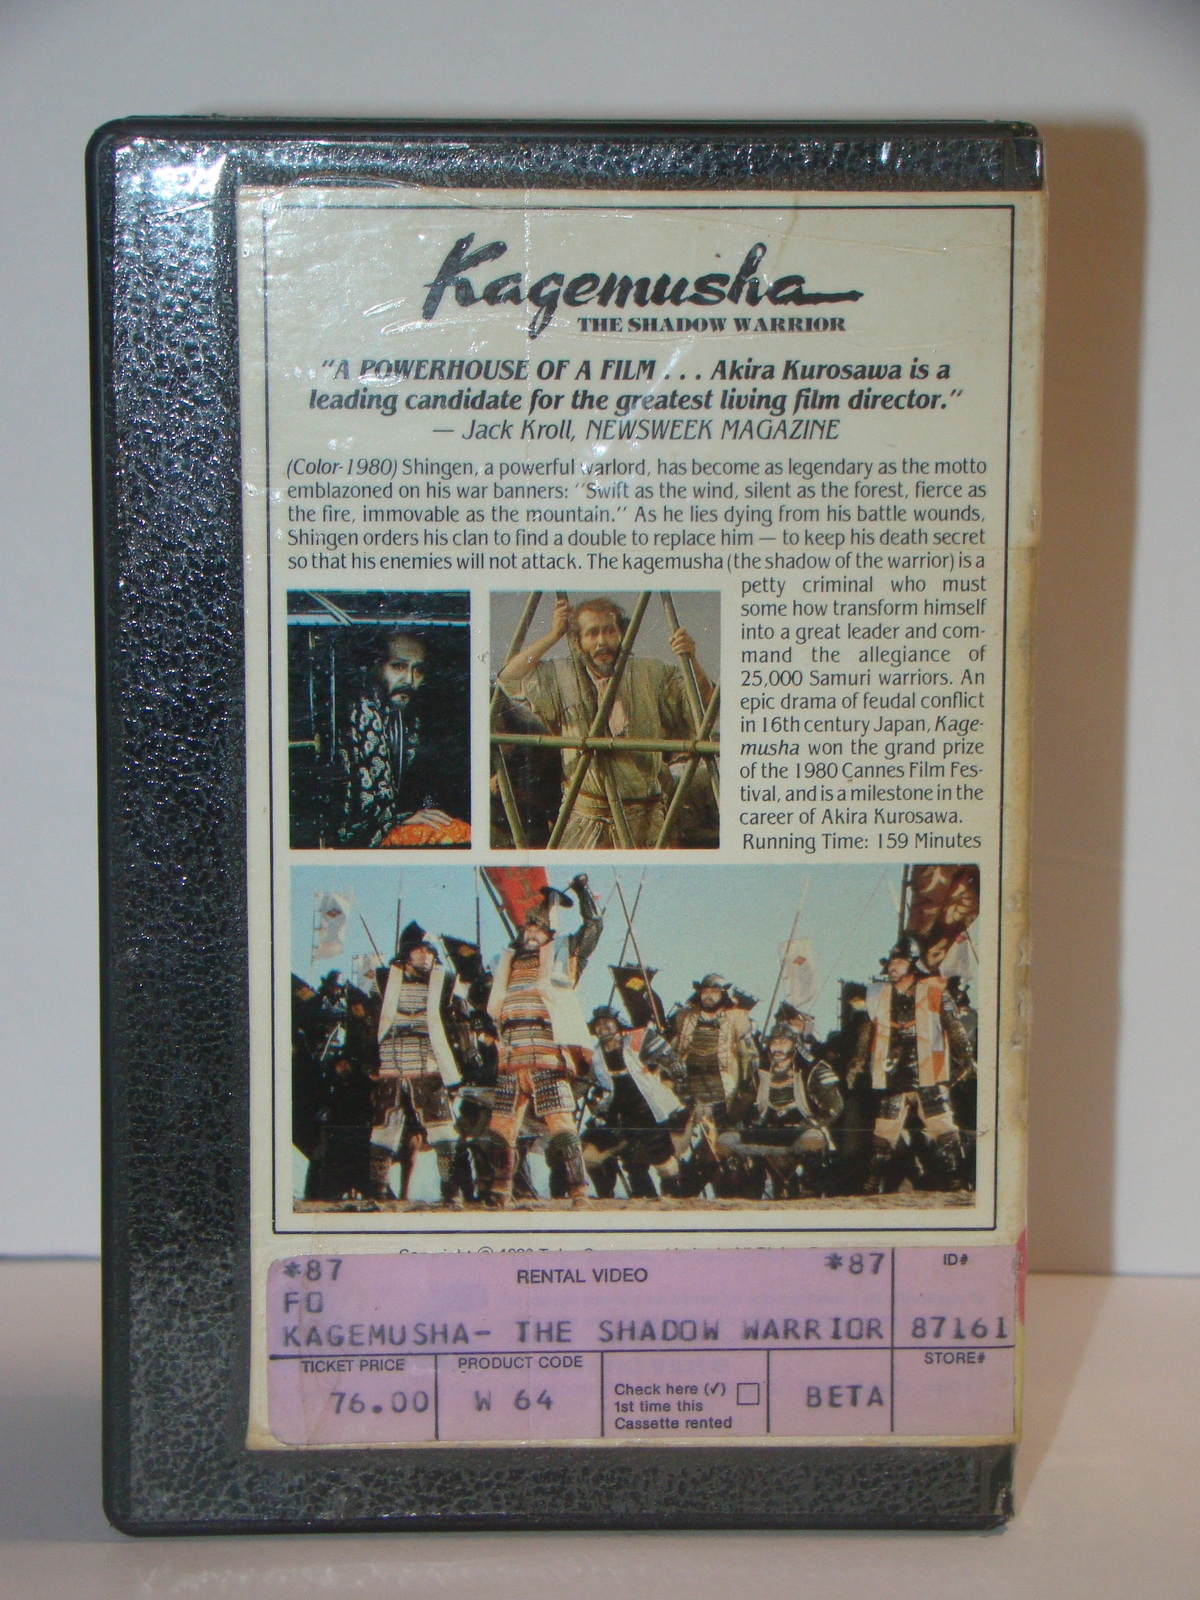 Kagemusha
THE SHADOW WARRIOR
"A POWERHOUSE OF A FILM . . . Akira Kurosawa is a
leading candidate for the greatest living film director."
— Jack Kroll, NEWSWEEK MAGAZINE
(Color-1980) Shingen, a powerful warlord, has become as legendary as the motto
emblazoned on his war banners: "Swift as the wind, silent as the forest, fierce as
the fire, immovable as the mountain." As he lies dying from his battle wounds,
Shingen orders his clan to find a double to replace him — to keep his death secret
so that his enemies will not attack. The kagemusha (the shadow of the warrior) is a
petty criminal who must
some how transform himself
into a great leader and com-
mand the allegiance of
25,000 Samuri warriors. An
epic drama of feudal conflict
in 16th century Japan, Kage-
musha won the grand prize
of the 1980 Cannes Film Fes-
tival, and is a milestone in the
career of Akira Kurosawa.
Running Time: 159 Minutes
*87 RENTAL VIDEO *87 ID#
FO
KAGEMUSHA- THE SHADOW WARRIOR 87161
TICKET PRICE PRODUCT CODE STORE#
76.00 W 64 BETA
Check here (✓)
1st time this
Cassette rented